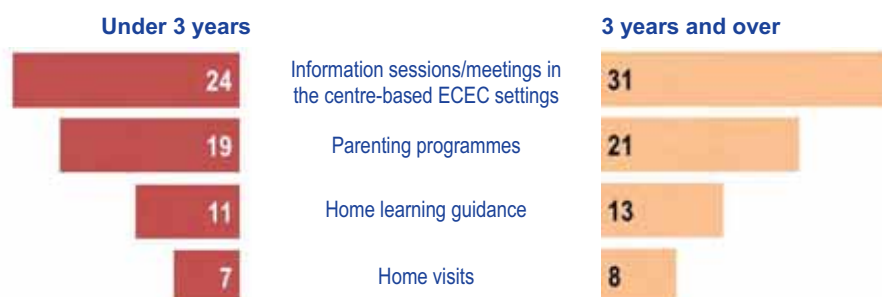 Under 3 years
3 years and over
24
Information sessions/meetings in
the centre-based ECEC settings
31
19
Parenting programmes
21
11
Home learning guidance
13
7
Home visits
8